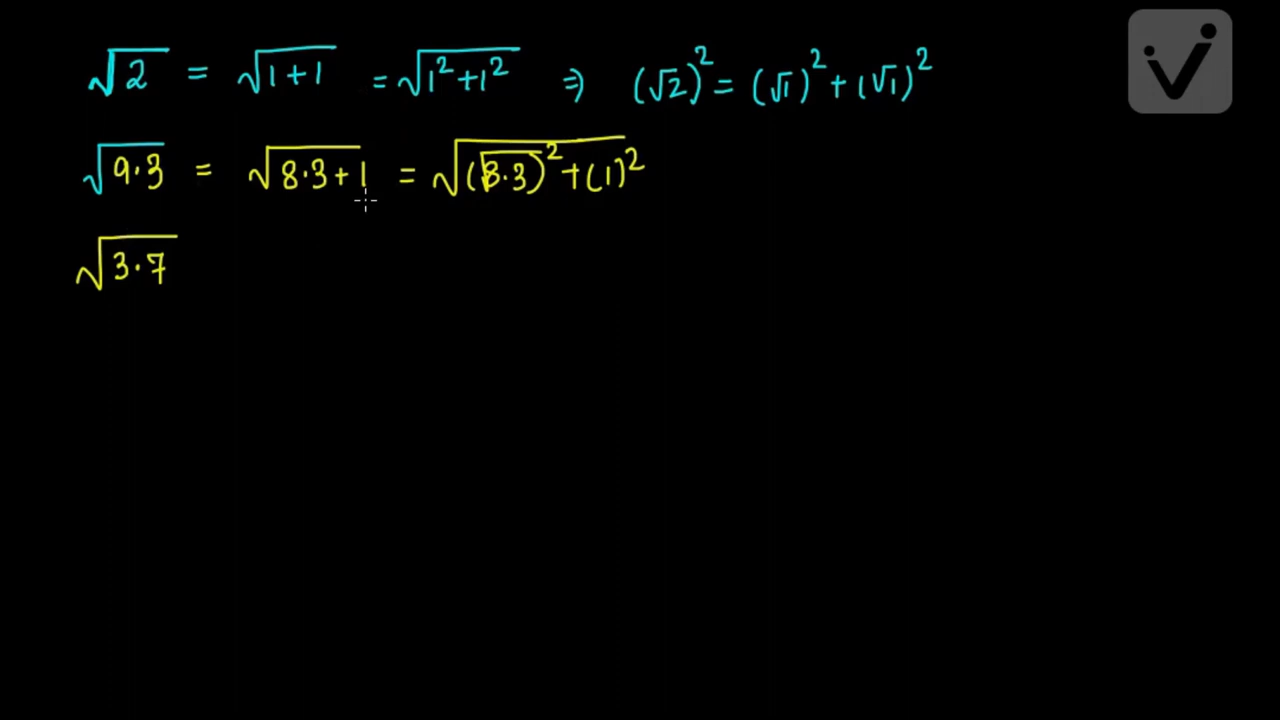 √2 = √(1+1) = √(1²+1²) ⇒ (√2)² = (√1)² + (√1)²
√9.3 = √(8.3+1) = √((√8.3)²+(1)²)
√3.7